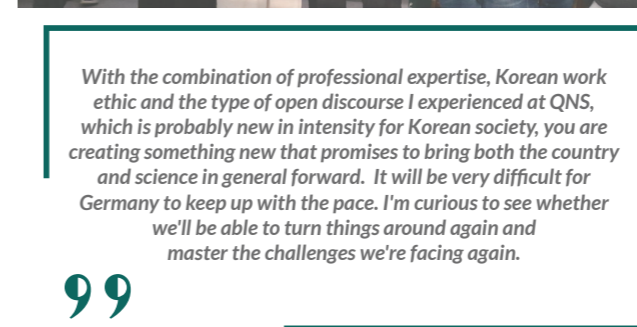 With the combination of professional expertise, Korean work
ethic and the type of open discourse I experienced at QNS,
which is probably new in intensity for Korean society, you are
creating something new that promises to bring both the country
and science in general forward.  It will be very difficult for
Germany to keep up with the pace. I'm curious to see whether
we'll be able to turn things around again and
master the challenges we're facing again.
”